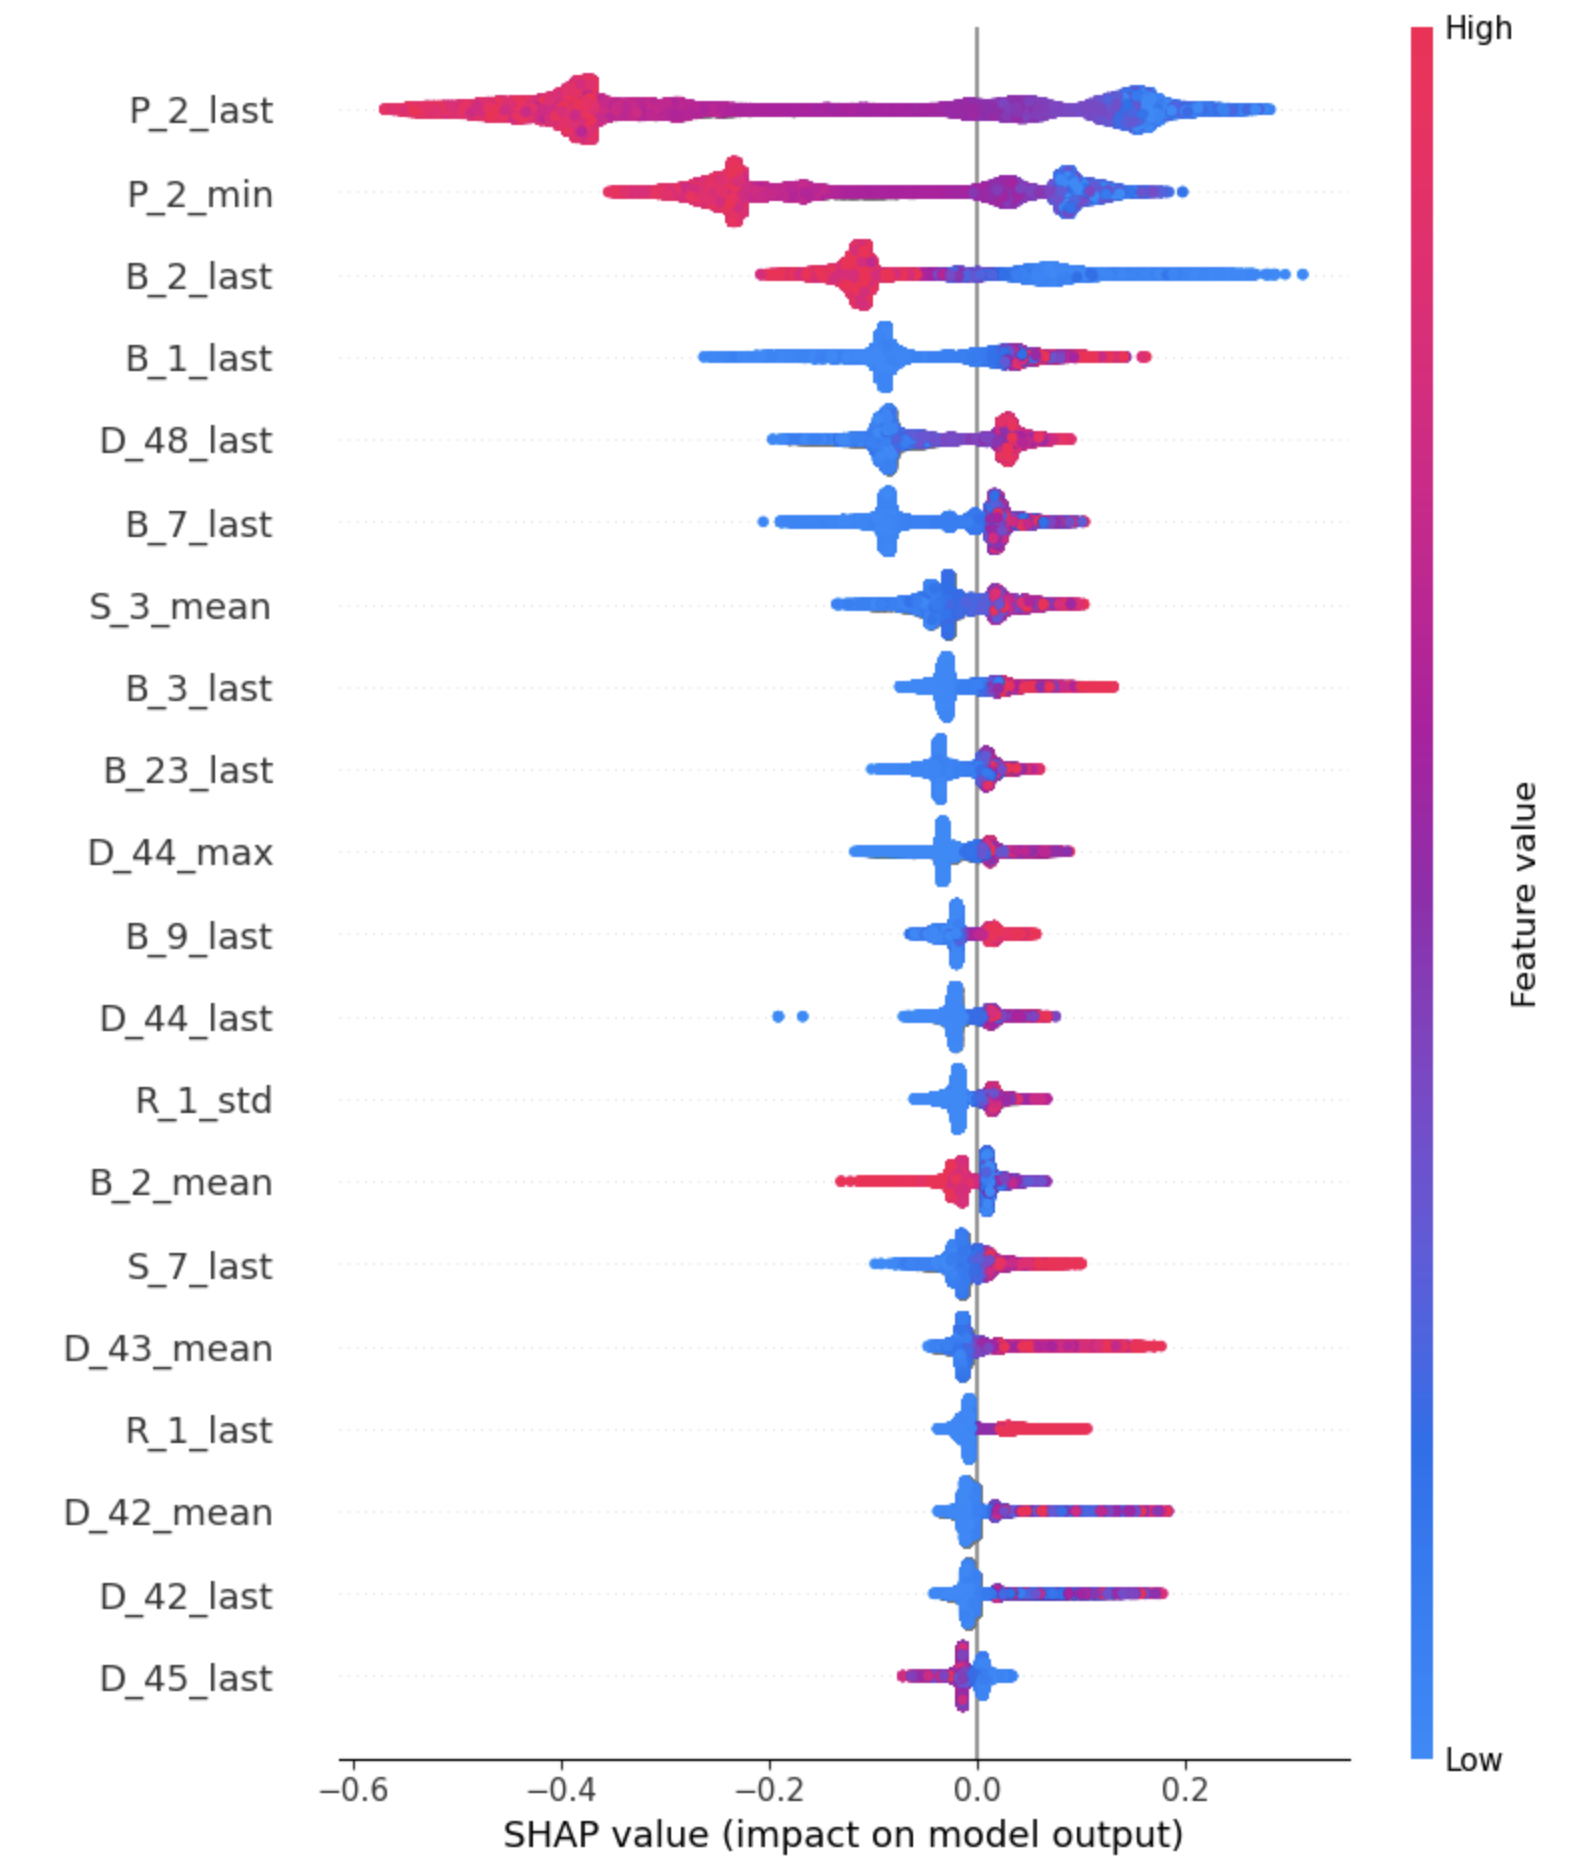 High
P_2_last
P_2_min
B_2_last
B_1_last
D_48_last
B_7_last
S_3_mean
B_3_last
B_23_last
D_44_max
B_9_last
D_44_last
R_1_std
B_2_mean
S_7_last
D_43_mean
R_1_last
D_42_mean
D_42_last
D_45_last
Feature value
Low
−0.6 −0.4 −0.2 0.0 0.2
SHAP value (impact on model output)